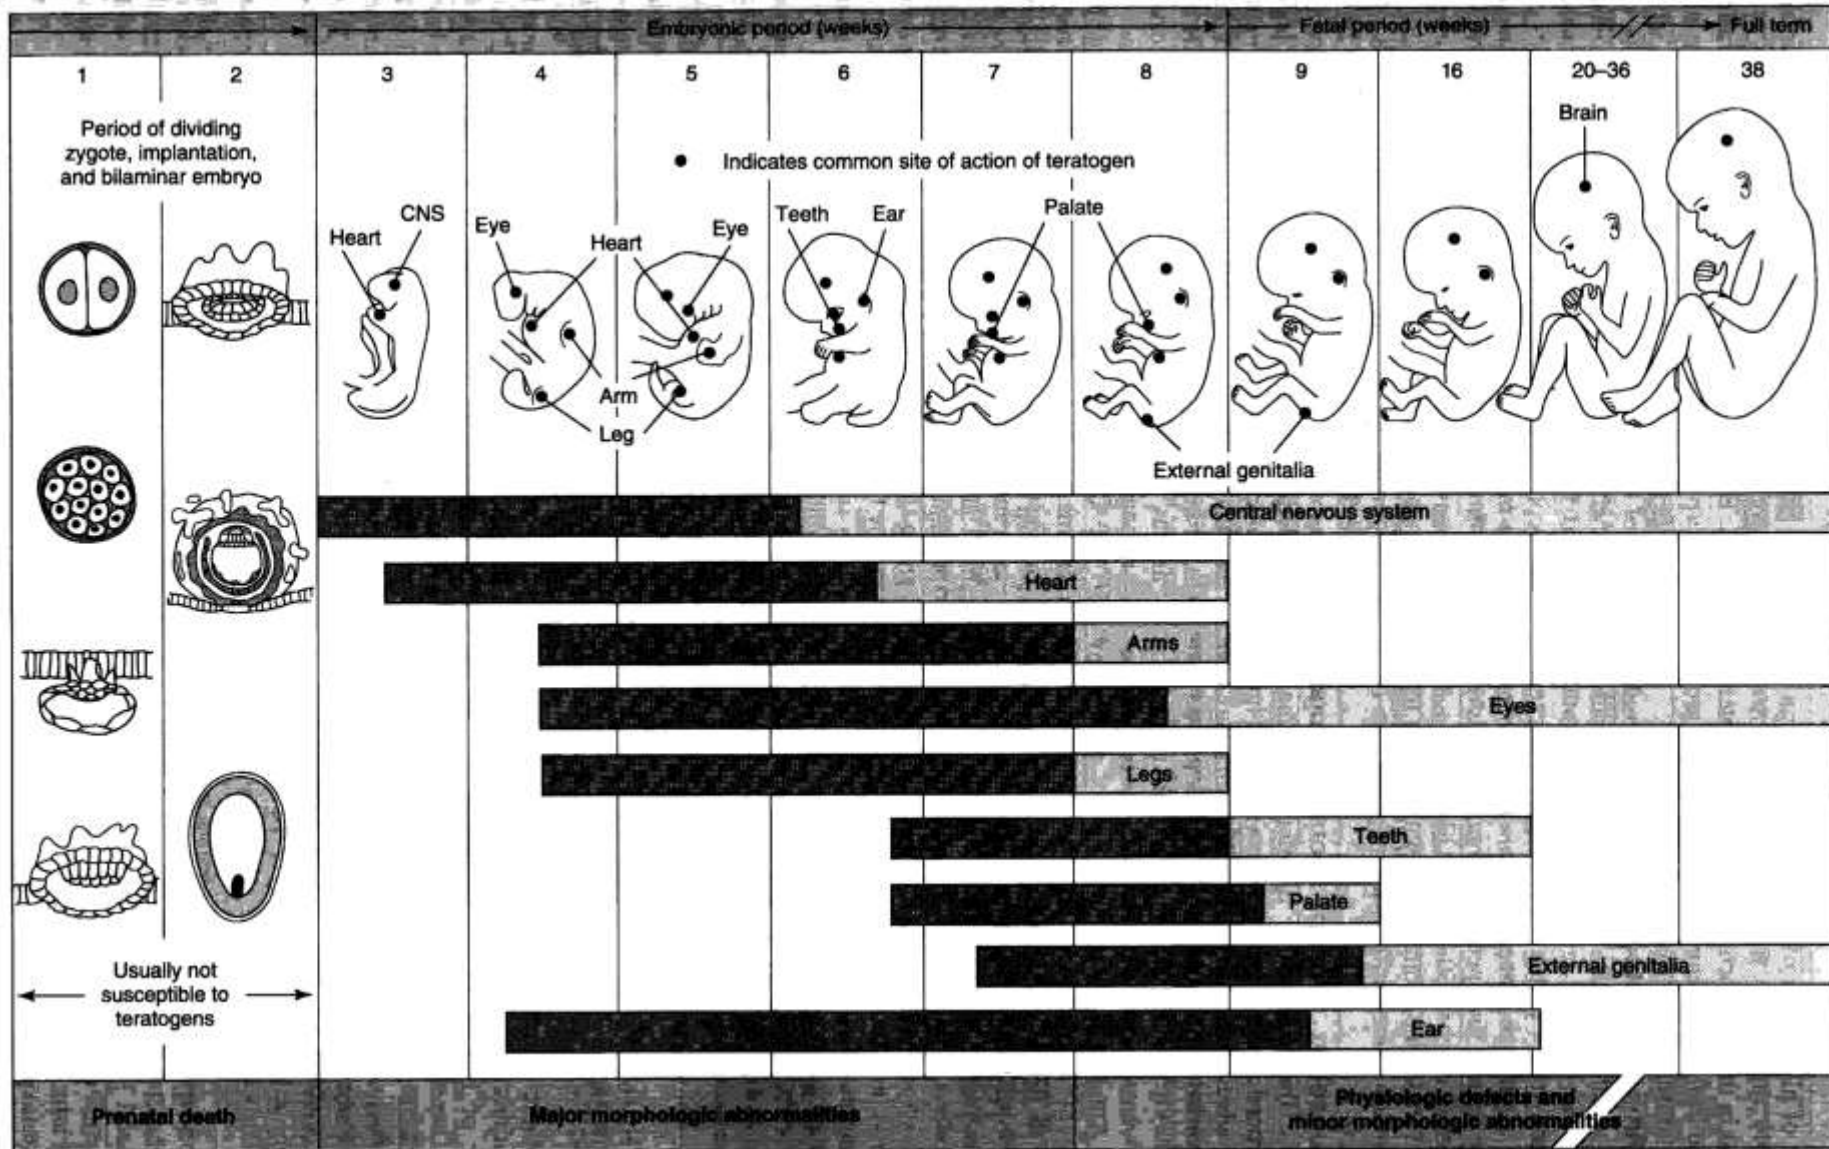 Embryonic period (weeks)
Fetal period (weeks)
Full term
1
2
3
4
5
6
7
8
9
16
20–36
38
Period of dividing
zygote, implantation,
and bilaminar embryo
Indicates common site of action of teratogen
Brain
Heart
CNS
Eye
Heart
Eye
Teeth
Ear
Palate
Arm
Leg
External genitalia
Central nervous system
Heart
Arms
Eyes
Legs
Teeth
Palate
External genitalia
Usually not
susceptible to
teratogens
Ear
Prenatal death
Major morphologic abnormalities
Physiologic defects and
minor morphologic abnormalities